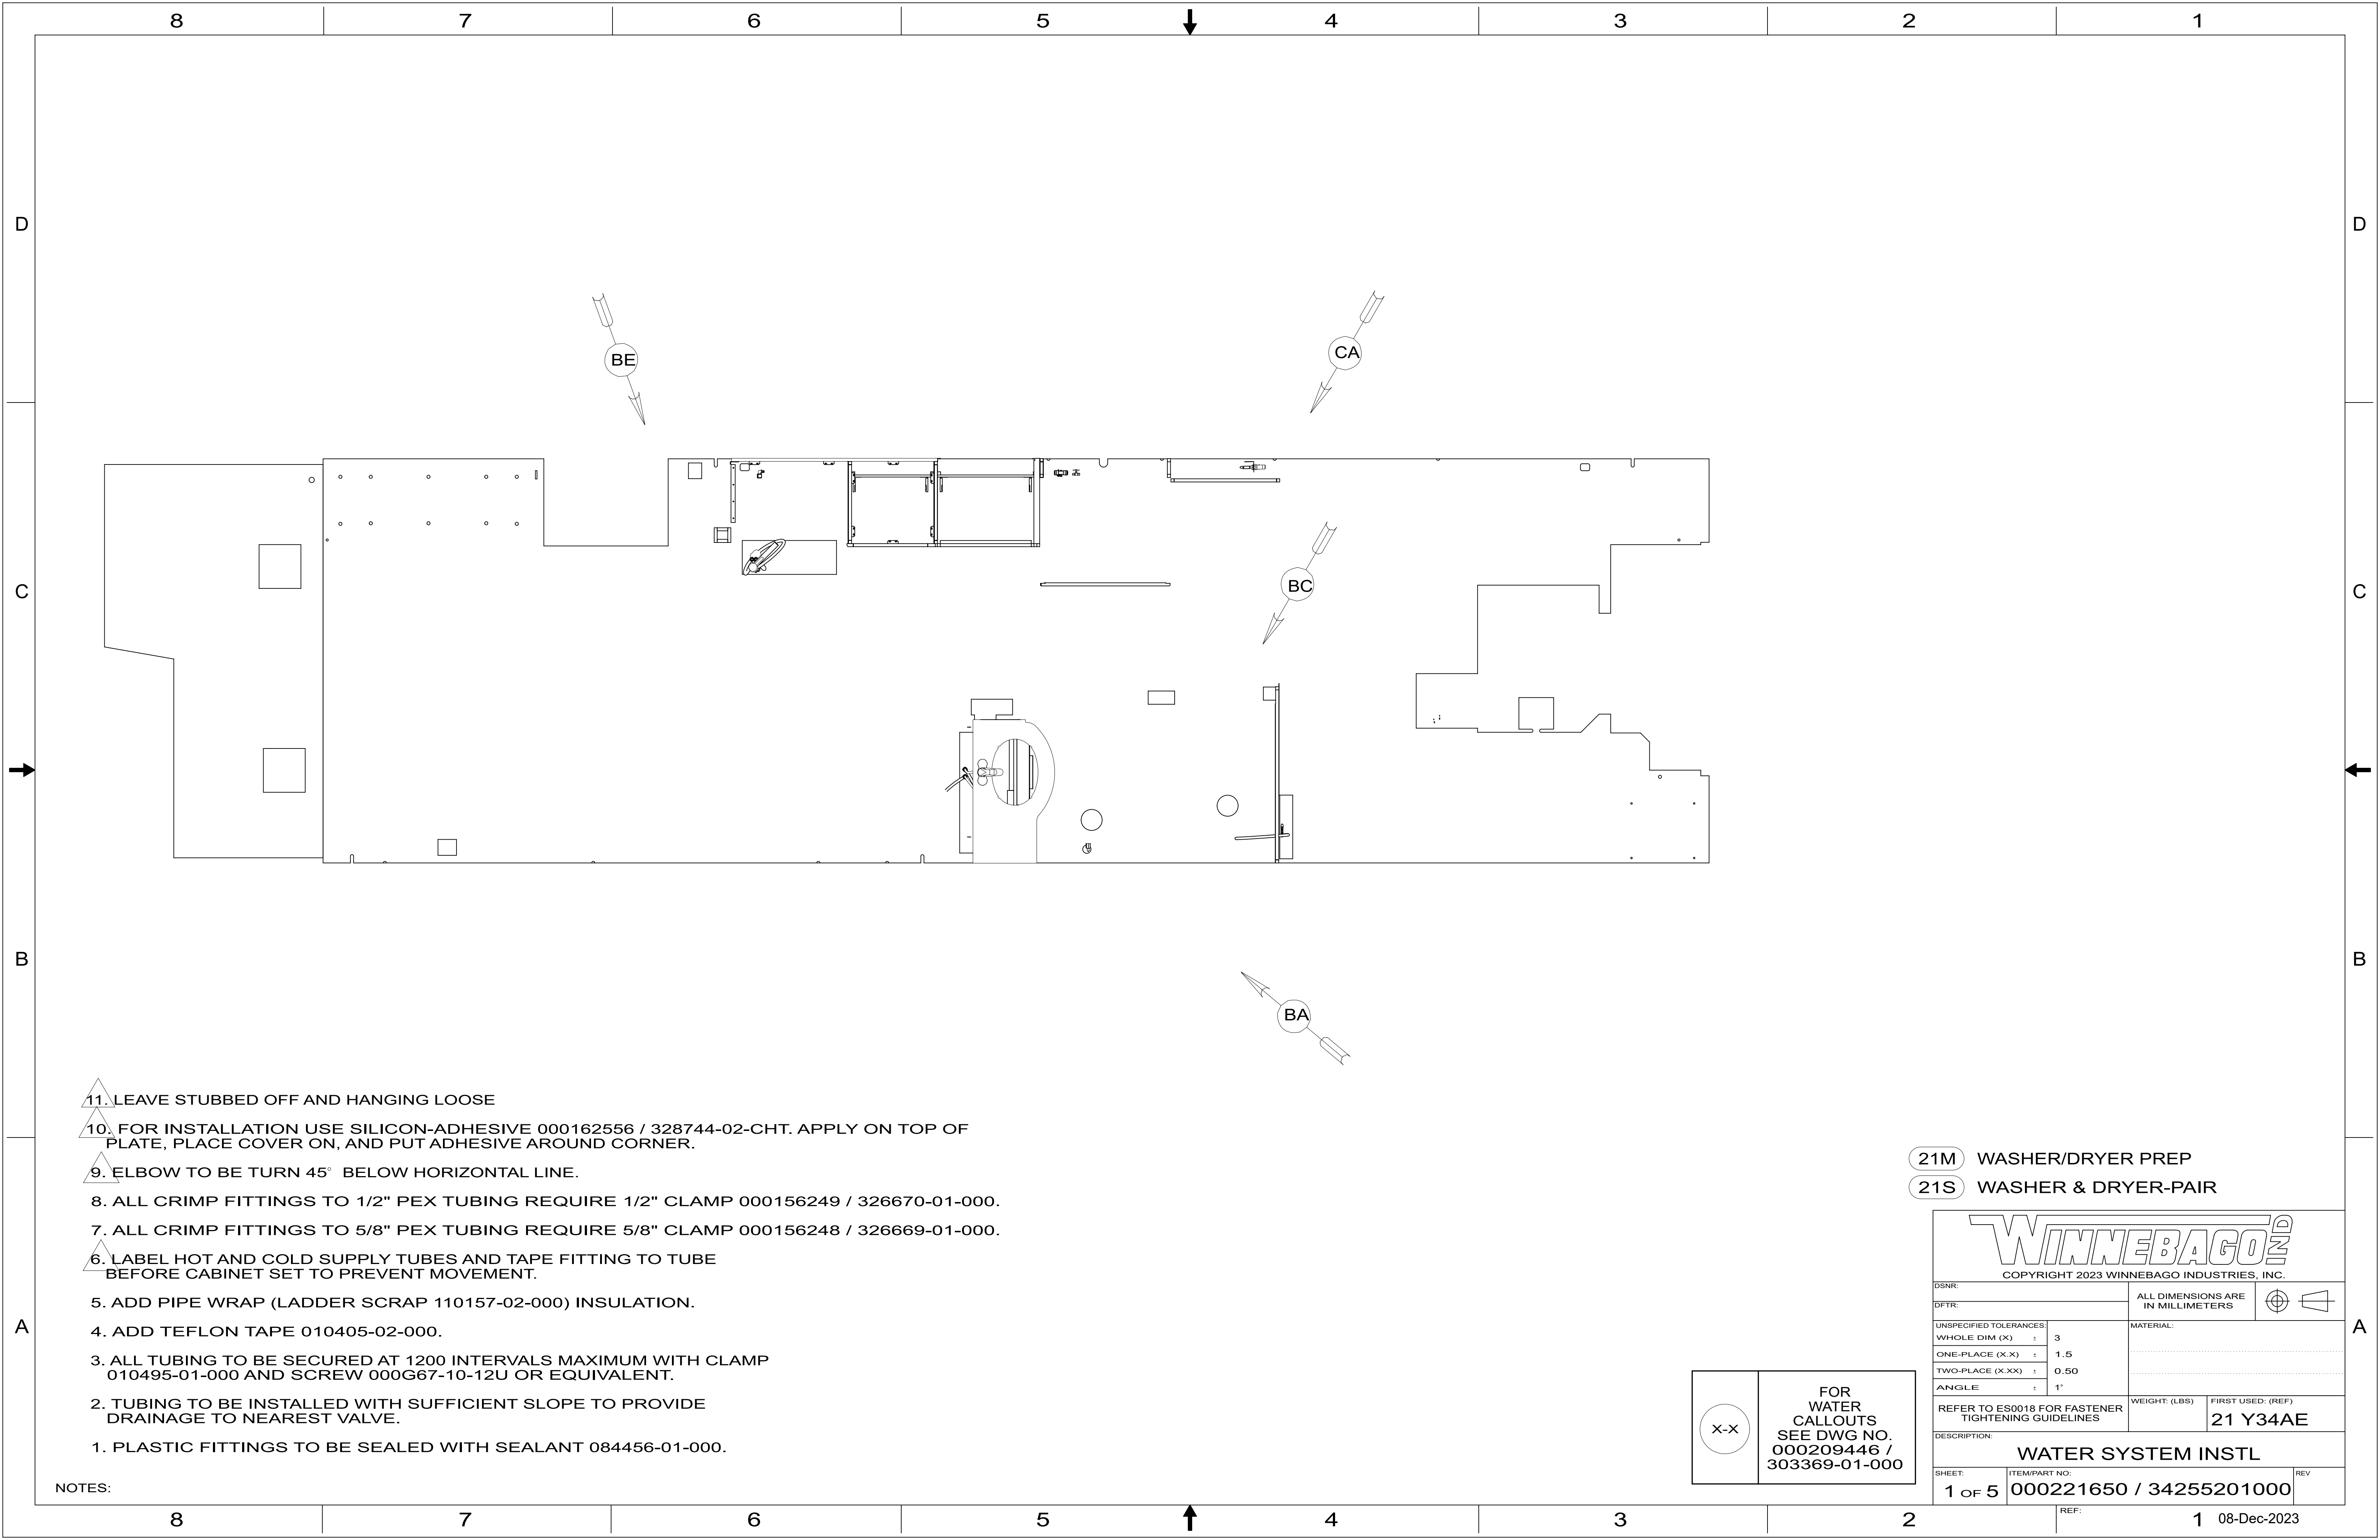 8 7 6 5 4 3 2 1
D D
BE
CA
C C
BC
B B
BA
11. LEAVE STUBBED OFF AND HANGING LOOSE
10. FOR INSTALLATION USE SILICON-ADHESIVE 000162556 / 328744-02-CHT. APPLY ON TOP OF
PLATE, PLACE COVER ON, AND PUT ADHESIVE AROUND CORNER.
9. ELBOW TO BE TURN 45° BELOW HORIZONTAL LINE.
8. ALL CRIMP FITTINGS TO 1/2" PEX TUBING REQUIRE 1/2" CLAMP 000156249 / 326670-01-000.
7. ALL CRIMP FITTINGS TO 5/8" PEX TUBING REQUIRE 5/8" CLAMP 000156248 / 326669-01-000.
6. LABEL HOT AND COLD SUPPLY TUBES AND TAPE FITTING TO TUBE
BEFORE CABINET SET TO PREVENT MOVEMENT.
5. ADD PIPE WRAP (LADDER SCRAP 110157-02-000) INSULATION.
4. ADD TEFLON TAPE 010405-02-000.
3. ALL TUBING TO BE SECURED AT 1200 INTERVALS MAXIMUM WITH CLAMP
010495-01-000 AND SCREW 000G67-10-12U OR EQUIVALENT.
2. TUBING TO BE INSTALLED WITH SUFFICIENT SLOPE TO PROVIDE
DRAINAGE TO NEAREST VALVE.
1. PLASTIC FITTINGS TO BE SEALED WITH SEALANT 084456-01-000.
NOTES:
A A
X-X
FOR
WATER
CALLOUTS
SEE DWG NO.
000209446 /
303369-01-000
21M WASHER/DRYER PREP
21S WASHER & DRYER-PAIR
WINNEBAGO IND
COPYRIGHT 2023 WINNEBAGO INDUSTRIES, INC.
DSNR:
DFTR:
ALL DIMENSIONS ARE
IN MILLIMETERS
UNSPECIFIED TOLERANCES:
WHOLE DIM (X) ± 3
ONE-PLACE (X.X) ± 1.5
TWO-PLACE (X.XX) ± 0.50
ANGLE ± 1°
MATERIAL:
REFER TO ES0018 FOR FASTENER
TIGHTENING GUIDELINES
WEIGHT: (LBS)
FIRST USED: (REF)
21 Y34AE
DESCRIPTION:
WATER SYSTEM INSTL
SHEET:
1 OF 5
ITEM/PART NO:
000221650 / 34255201000
REV
REF:
8 7 6 5 4 3 2 1
08-Dec-2023